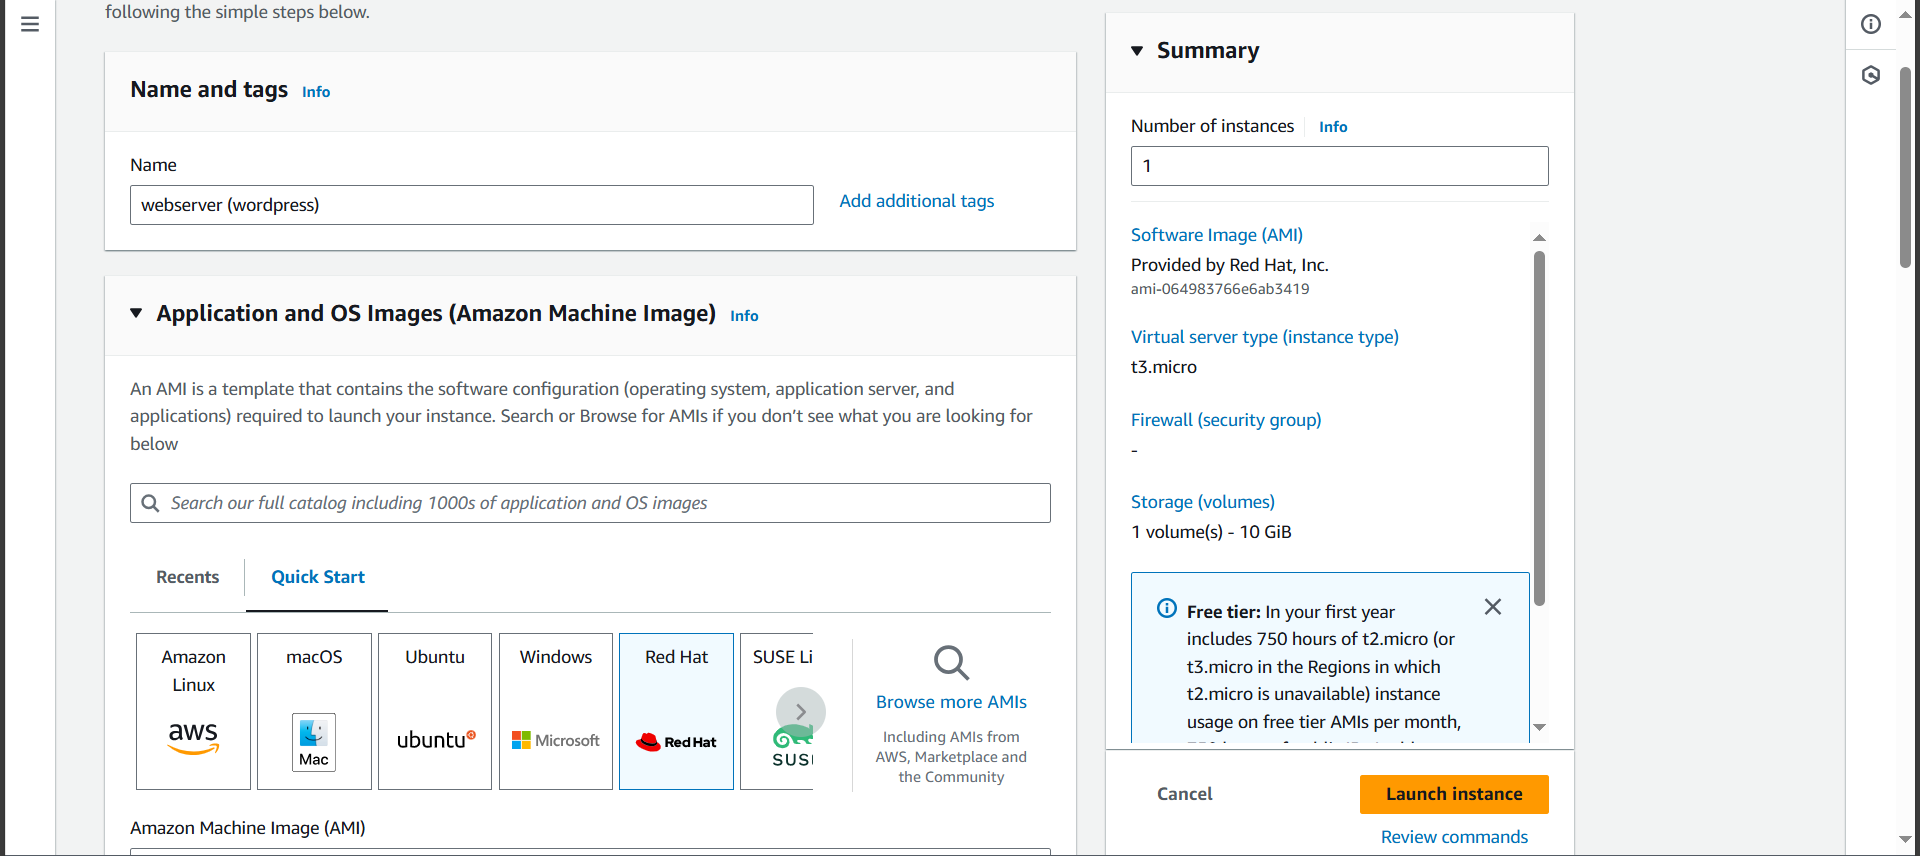 following the simple steps below.
Name and tags Info
Name
webserver (wordpress)
Add additional tags
Application and OS Images (Amazon Machine Image) Info
An AMI is a template that contains the software configuration (operating system, application server, and
applications) required to launch your instance. Search or Browse for AMIs if you don’t see what you are looking for
below
Search our full catalog including 1000s of application and OS images
Recents
Quick Start
Amazon
Linux
aws
macOS
Mac
Ubuntu
ubuntu
Windows
Microsoft
Red Hat
Red Hat
SUSE Li
SUS
Browse more AMIs
Including AMIs from
AWS, Marketplace and
the Community
Amazon Machine Image (AMI)
Summary
Number of instances Info
1
Software Image (AMI)
Provided by Red Hat, Inc.
ami-064983766e6ab3419
Virtual server type (instance type)
t3.micro
Firewall (security group)
-
Storage (volumes)
1 volume(s) - 10 GiB
Free tier: In your first year
includes 750 hours of t2.micro (or
t3.micro in the Regions in which
t2.micro is unavailable) instance
usage on free tier AMIs per month,
Cancel
Launch instance
Review commands